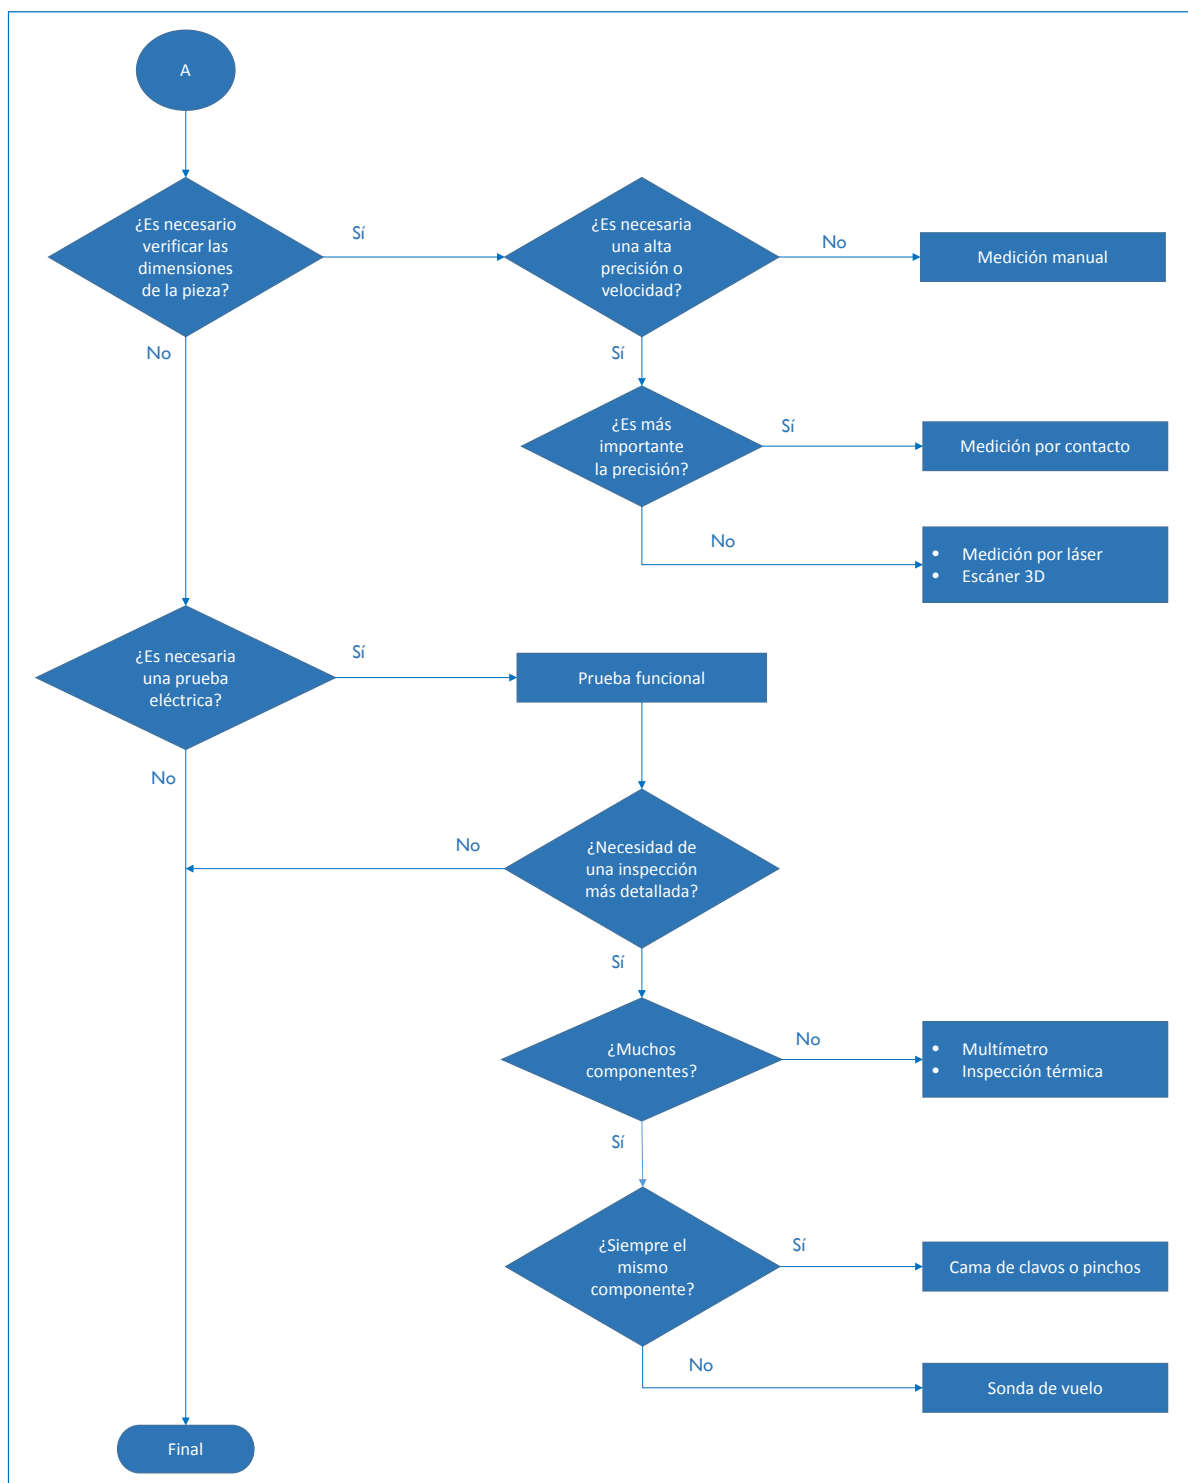 A
¿Es necesario
verificar las
dimensiones
de la pieza?
Sí
¿Es necesaria
una alta
precisión o
velocidad?
No
Medición manual
No
Sí
¿Es más
importante
la precisión?
Sí
Medición por contacto
No
• Medición por láser
• Escáner 3D
¿Es necesaria
una prueba
eléctrica?
Sí
Prueba funcional
No
¿Necesidad de
una inspección
más detallada?
No
Sí
¿Muchos
componentes?
No
• Multímetro
• Inspección térmica
Sí
¿Siempre el
mismo
componente?
Sí
Cama de clavos o pinchos
No
Sonda de vuelo
Final